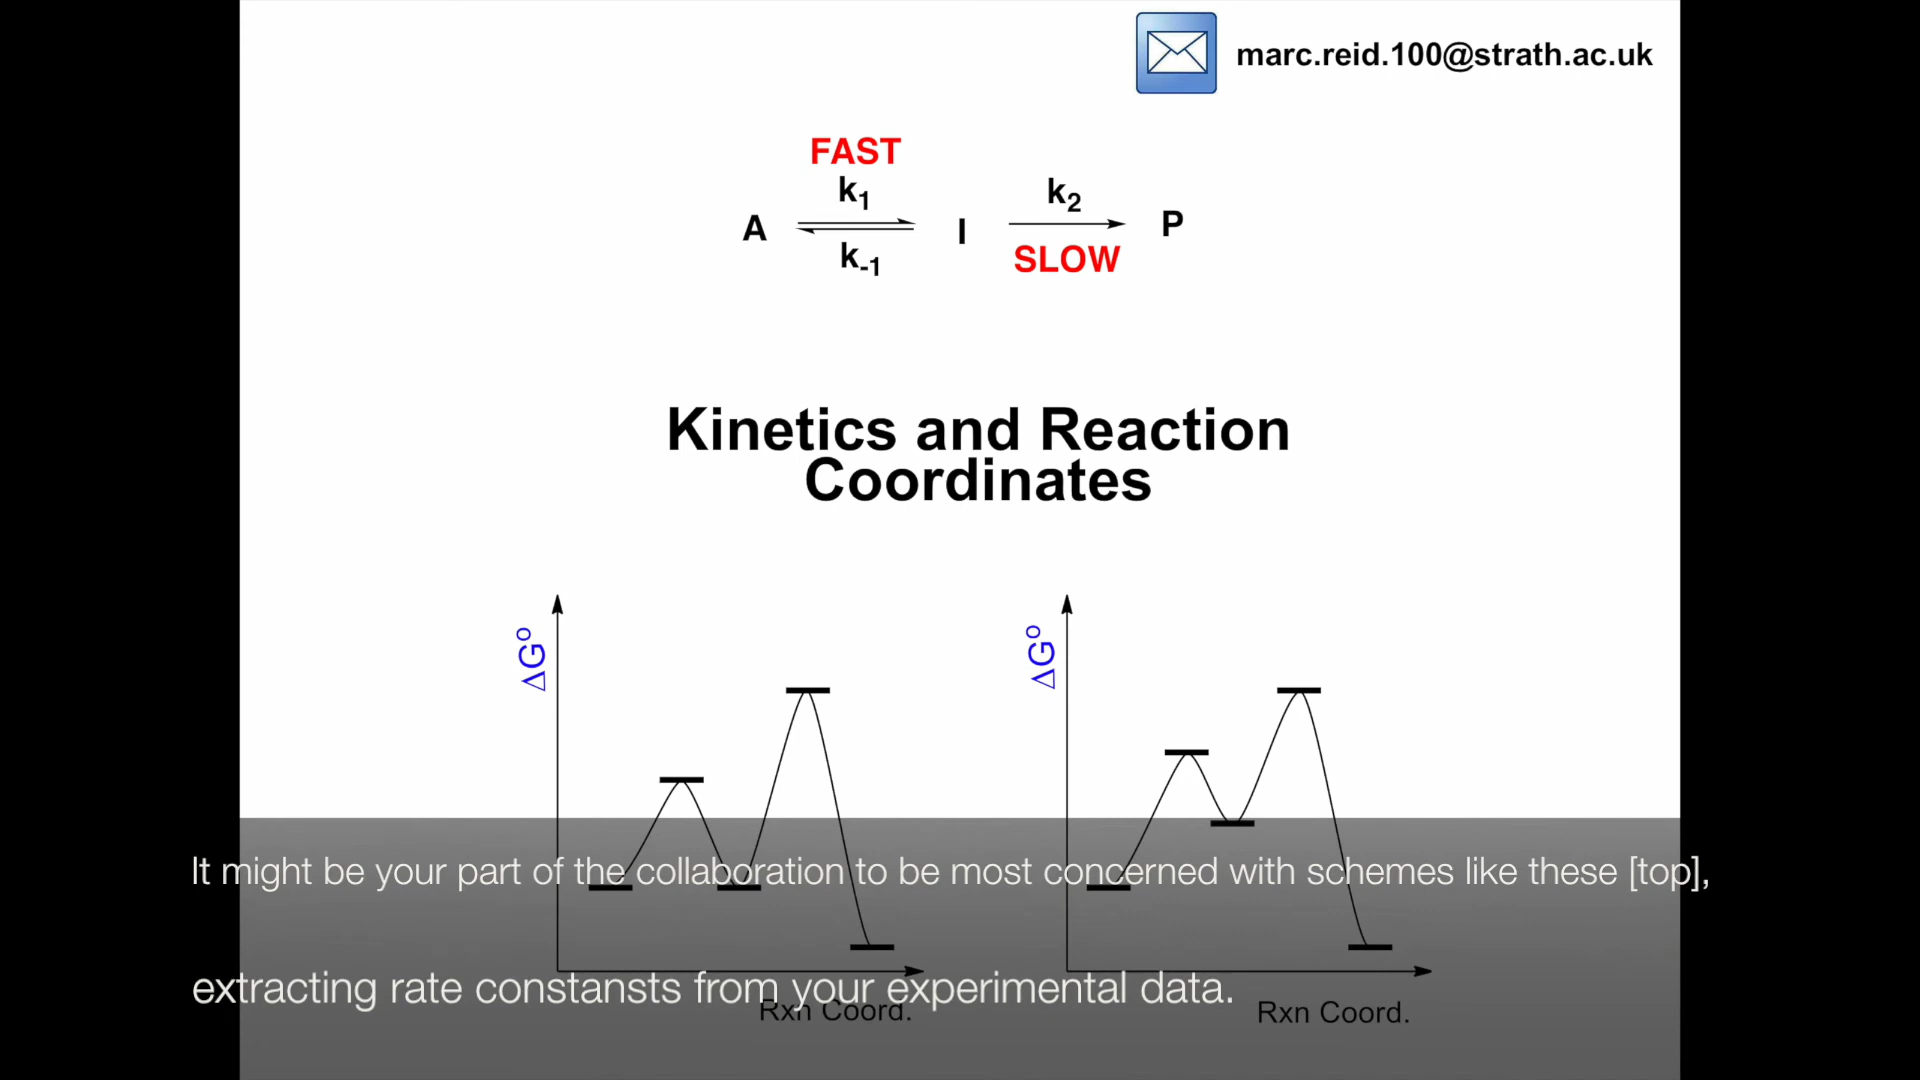 marc.reid.100@strath.ac.uk
FAST
k1
k2
A
I
P
k-1
SLOW
Kinetics and Reaction
Coordinates
ΔGº
ΔGº
It might be your part of the collaboration to be most concerned with schemes like these [top],
extracting rate constansts from your experimental data.
Rxn Coord.
Rxn Coord.